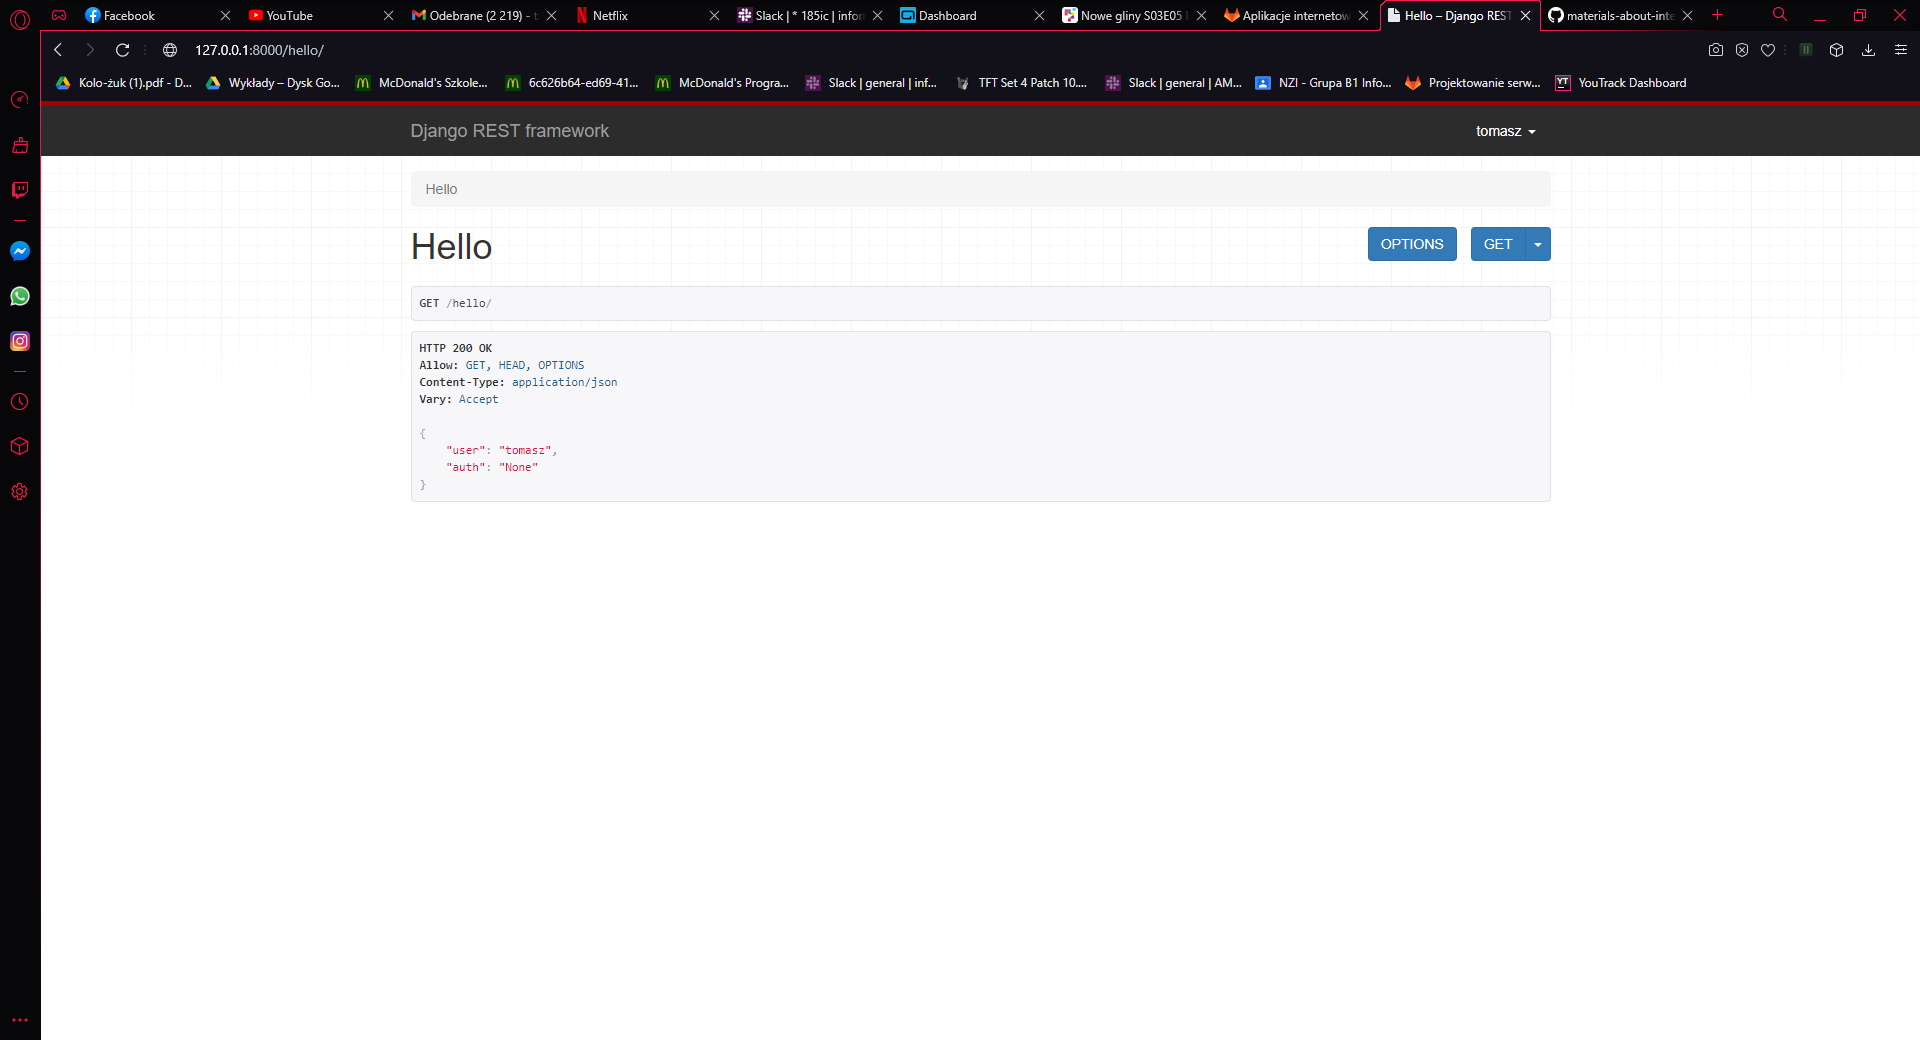 Facebook
YouTube
Odebrane (2 219) - t
Netflix
Slack | * 185ic | infor
Dashboard
Nowe gliny S03E05
Aplikacje internetow
Hello – Django REST
materials-about-inte
127.0.0.1:8000/hello/
Kolo-żuk (1).pdf - D...
Wykłady – Dysk Go...
McDonald's Szkole...
6c626b64-ed69-41...
McDonald's Progra...
Slack | general | inf...
TFT Set 4 Patch 10....
Slack | general | AM...
NZI - Grupa B1 Info...
Projektowanie serw...
YT YouTrack Dashboard
Django REST framework
tomasz
Hello
Hello
OPTIONS
GET
GET /hello/
HTTP 200 OK
Allow: GET, HEAD, OPTIONS
Content-Type: application/json
Vary: Accept
{
"user": "tomasz",
"auth": "None"
}